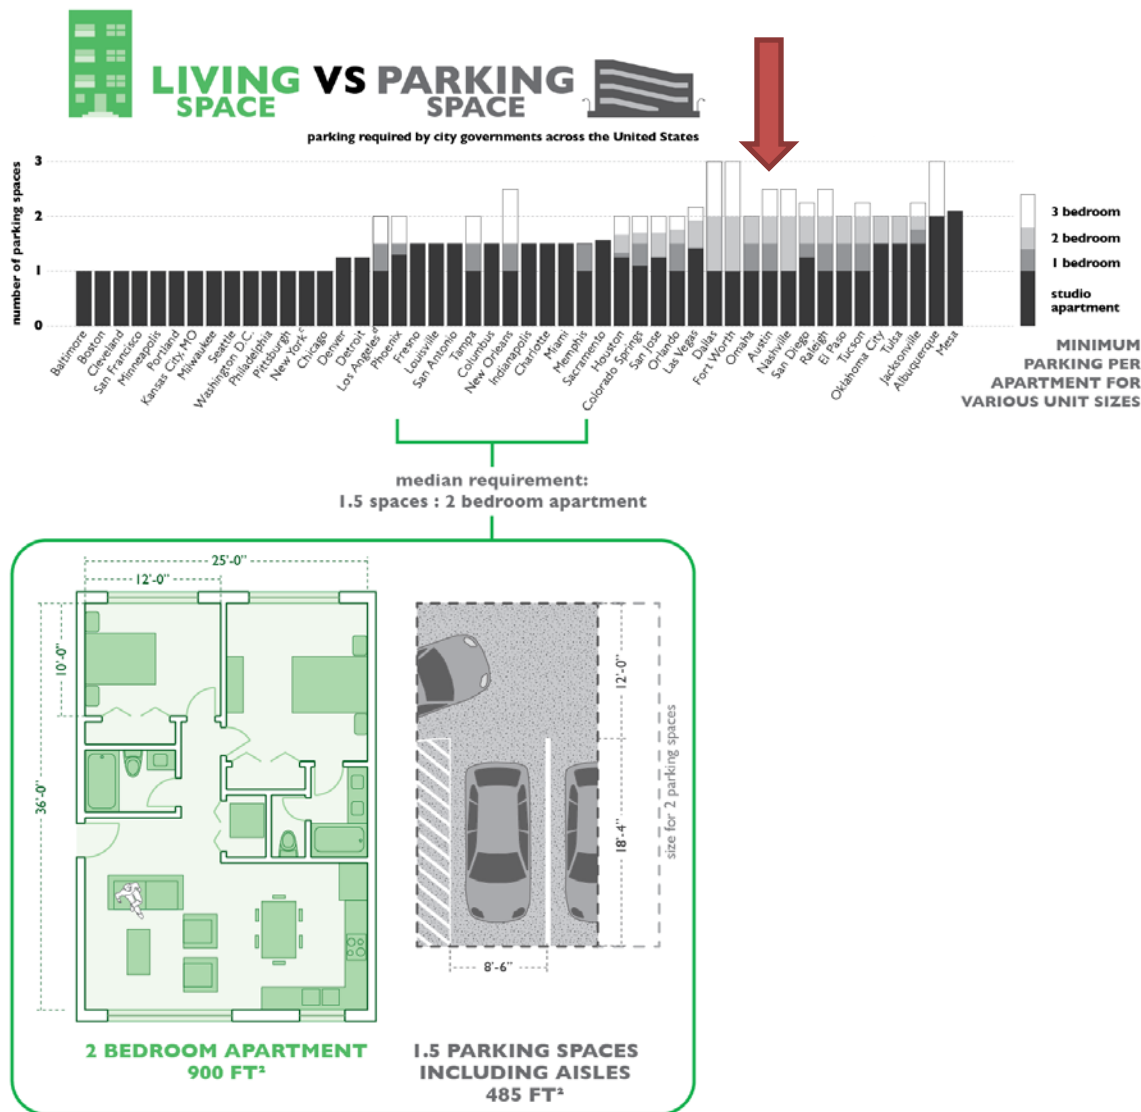 LIVING VS PARKING
SPACE SPACE
parking required by city governments across the United States
number of parking spaces
3
2
1
0
Baltimore
Boston
Cleveland
San Francisco
Minneapolis
Portland
Kansas City, MO
Milwaukee
Seattle
Washington D.C.
Philadelphia
Pittsburgh
New York
Chicago
Denver
Detroit
Los Angeles
Phoenix
Fresno
Louisville
San Antonio
Tampa
Columbus
New Orleans
Indianapolis
Charlotte
Miami
Memphis
Sacramento
Houston
Colorado Springs
San Jose
Orlando
Las Vegas
Dallas
Fort Worth
Omaha
Austin
Nashville
San Diego
Raleigh
El Paso
Tucson
Oklahoma City
Tulsa
Jacksonville
Albuquerque
Mesa
3 bedroom
2 bedroom
1 bedroom
studio
apartment
MINIMUM
PARKING PER
APARTMENT FOR
VARIOUS UNIT SIZES
median requirement:
1.5 spaces : 2 bedroom apartment
25'-0"
12'-0"
10'-0"
36'-0"
12'-0"
18'-4"
size for 2 parking spaces
8'-6"
2 BEDROOM APARTMENT
900 FT²
1.5 PARKING SPACES
INCLUDING AISLES
485 FT²